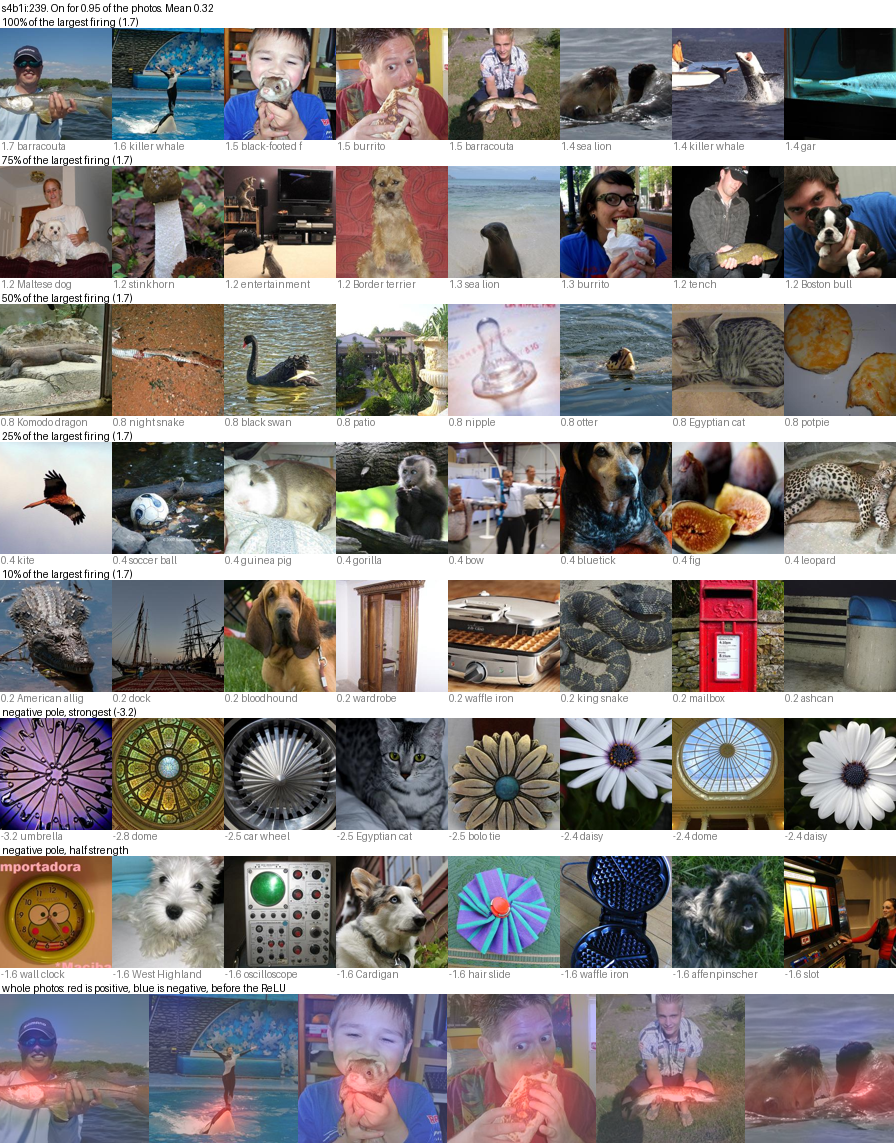 s4b1i:239. On for 0.95 of the photos. Mean 0.32
100% of the largest firing (1.7)
1.7 barracouta
1.6 killer whale
1.5 black-footed f
1.5 burrito
1.5 barracouta
1.4 sea lion
1.4 killer whale
1.4 gar
75% of the largest firing (1.7)
1.2 Maltese dog
1.2 stinkhorn
1.2 entertainment
1.2 Border terrier
1.3 sea lion
1.3 burrito
1.2 tench
1.2 Boston bull
50% of the largest firing (1.7)
0.8 Komodo dragon
0.8 night snake
0.8 black swan
0.8 patio
0.8 nipple
0.8 otter
0.8 Egyptian cat
0.8 potpie
25% of the largest firing (1.7)
0.4 kite
0.4 soccer ball
0.4 guinea pig
0.4 gorilla
0.4 bow
0.4 bluetick
0.4 fig
0.4 leopard
10% of the largest firing (1.7)
0.2 American allig
0.2 dock
0.2 bloodhound
0.2 wardrobe
0.2 waffle iron
0.2 king snake
0.2 mailbox
0.2 ashcan
negative pole, strongest (-3.2)
-3.2 umbrella
-2.8 dome
-2.5 car wheel
-2.5 Egyptian cat
-2.5 bolo tie
-2.4 daisy
-2.4 dome
-2.4 daisy
negative pole, half strength
mportadora
-1.6 wall clock
-1.6 West Highland
-1.6 oscilloscope
-1.6 Cardigan
-1.6 hair slide
-1.6 waffle iron
-1.6 affenpinscher
-1.6 slot
whole photos: red is positive, blue is negative, before the ReLU